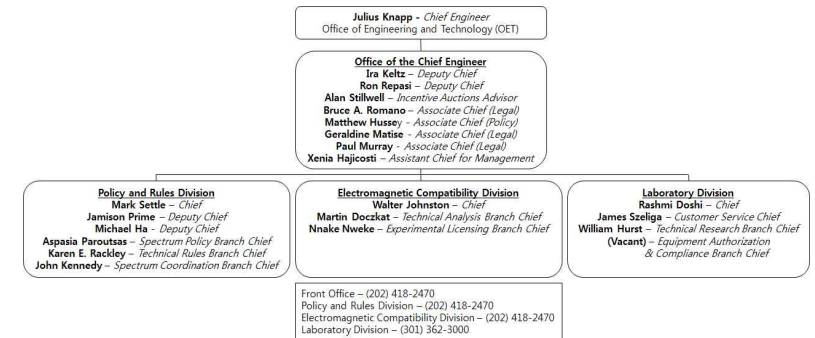 Julius Knapp - Chief Engineer
Office of Engineering and Technology (OET)
Office of the Chief Engineer
Ira Keltz – Deputy Chief
Ron Repasi – Deputy Chief
Alan Stillwell – Incentive Auctions Advisor
Bruce A. Romano – Associate Chief (Legal)
Matthew Hussey - Associate Chief (Policy)
Geraldine Matise - Associate Chief (Legal)
Paul Murray - Associate Chief (Legal)
Xenia Hajicosti – Assistant Chief for Management
Policy and Rules Division
Mark Settle – Chief
Jamison Prime – Deputy Chief
Michael Ha - Deputy Chief
Aspasia Paroutsas – Spectrum Policy Branch Chief
Karen E. Rackley – Technical Rules Branch Chief
John Kennedy – Spectrum Coordination Branch Chief
Electromagnetic Compatibility Division
Walter Johnston – Chief
Martin Doczkat – Technical Analysis Branch Chief
Nnake Nweke – Experimental Licensing Branch Chief
Laboratory Division
Rashmi Doshi – Chief
James Szeliga – Customer Service Chief
William Hurst – Technical Research Branch Chief
(Vacant) – Equipment Authorization
& Compliance Branch Chief
Front Office – (202) 418-2470
Policy and Rules Division – (202) 418-2470
Electromagnetic Compatibility Division – (202) 418-2470
Laboratory Division – (301) 362-3000